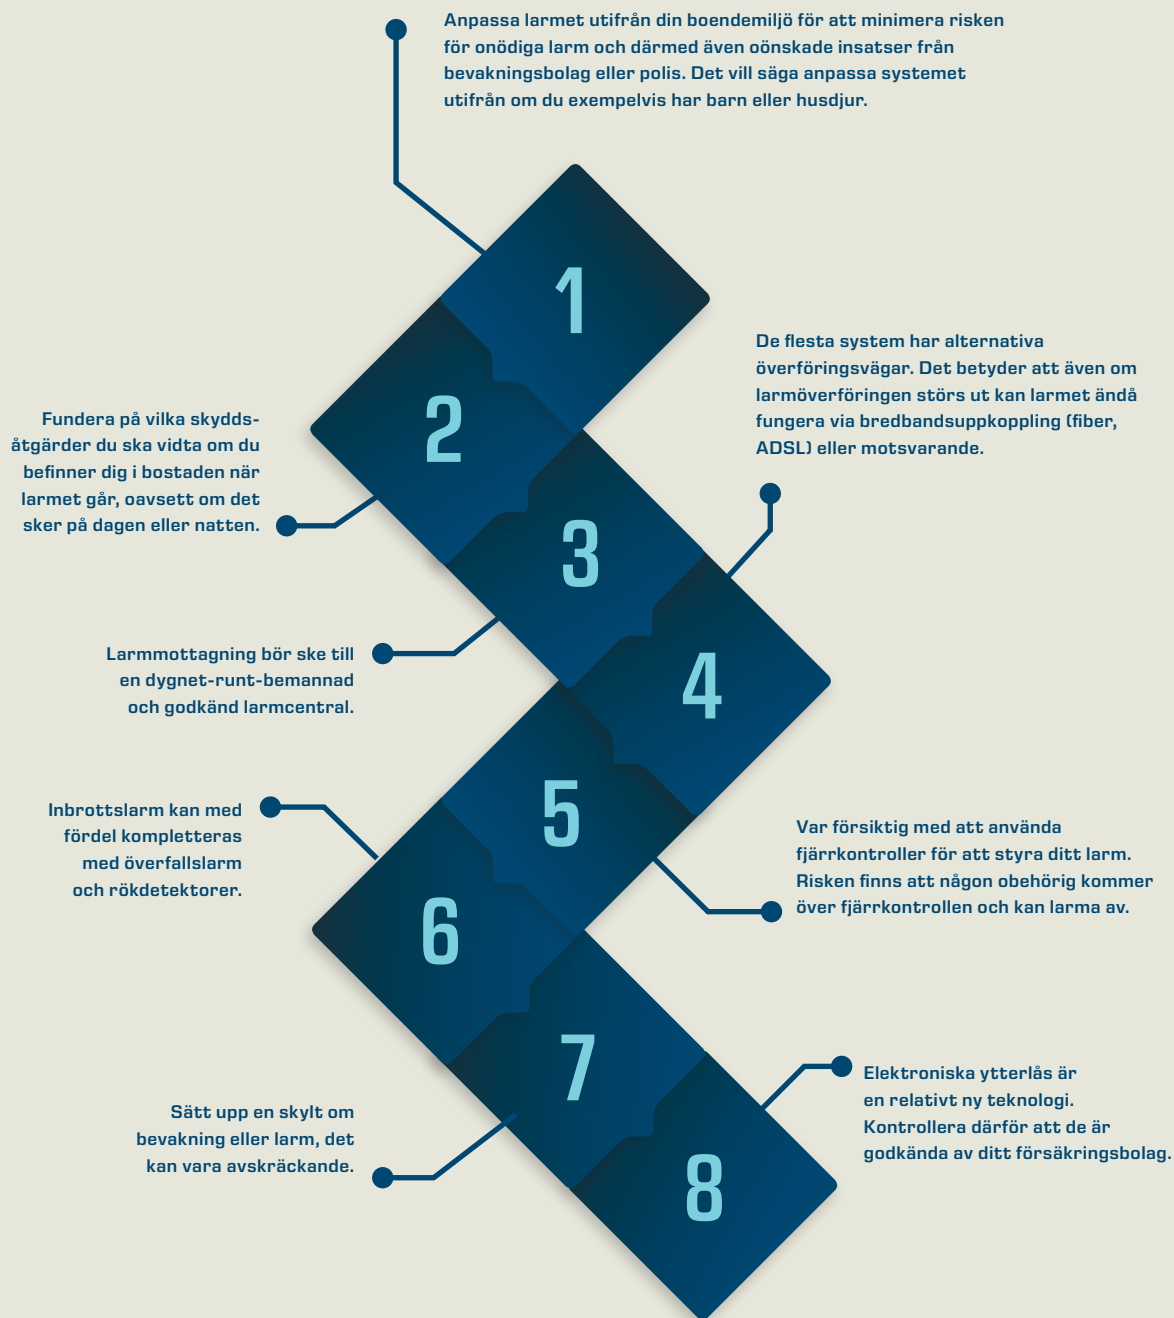 Anpassa larmet utifrån din boendemiljö för att minimera risken
för onödiga larm och därmed även oönskade insatser från
bevakningsbolag eller polis. Det vill säga anpassa systemet
utifrån om du exempelvis har barn eller husdjur.
1
2
Fundera på vilka skydds-
åtgärder du ska vidta om du
befinner dig i bostaden när
larmet går, oavsett om det
sker på dagen eller natten.
3
Larmmottagning bör ske till
en dygnet-runt-bemannad
och godkänd larmcentral.
De flesta system har alternativa
överföringsvägar. Det betyder att även om
larmöverföringen störs ut kan larmet ändå
fungera via bredbandsuppkoppling (fiber,
ADSL) eller motsvarande.
4
5
Var försiktig med att använda
fjärrkontroller för att styra ditt larm.
Risken finns att någon obehörig kommer
över fjärrkontrollen och kan larma av.
Inbrottslarm kan med
fördel kompletteras
med överfallslarm
och rökdetektorer.
6
7
Sätt upp en skylt om
bevakning eller larm, det
kan vara avskräckande.
Elektroniska ytterlås är
en relativt ny teknologi.
Kontrollera därför att de är
godkända av ditt försäkringsbolag.
8